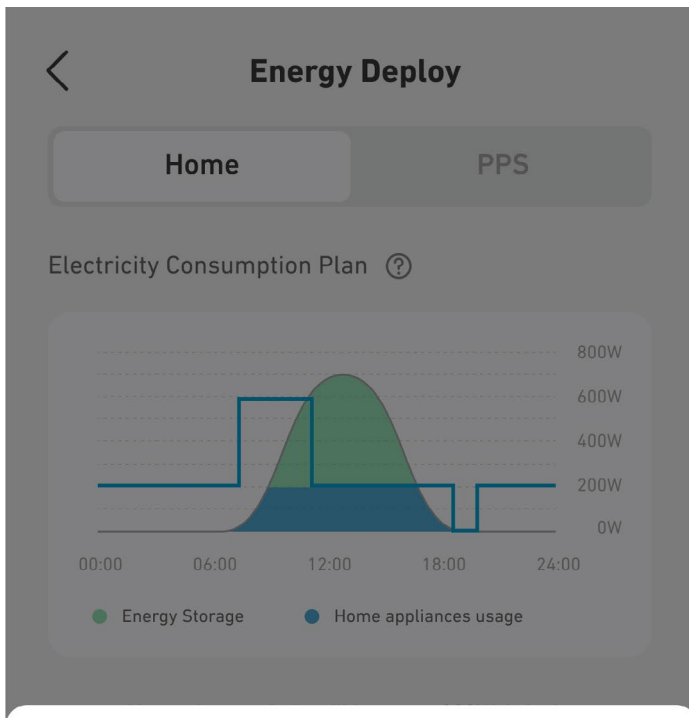 Energy Deploy
Home PPS
Electricity Consumption Plan ?
800W
600W
400W
200W
0W
00:00 06:00 12:00 18:00 24:00
Energy Storage Home appliances usage